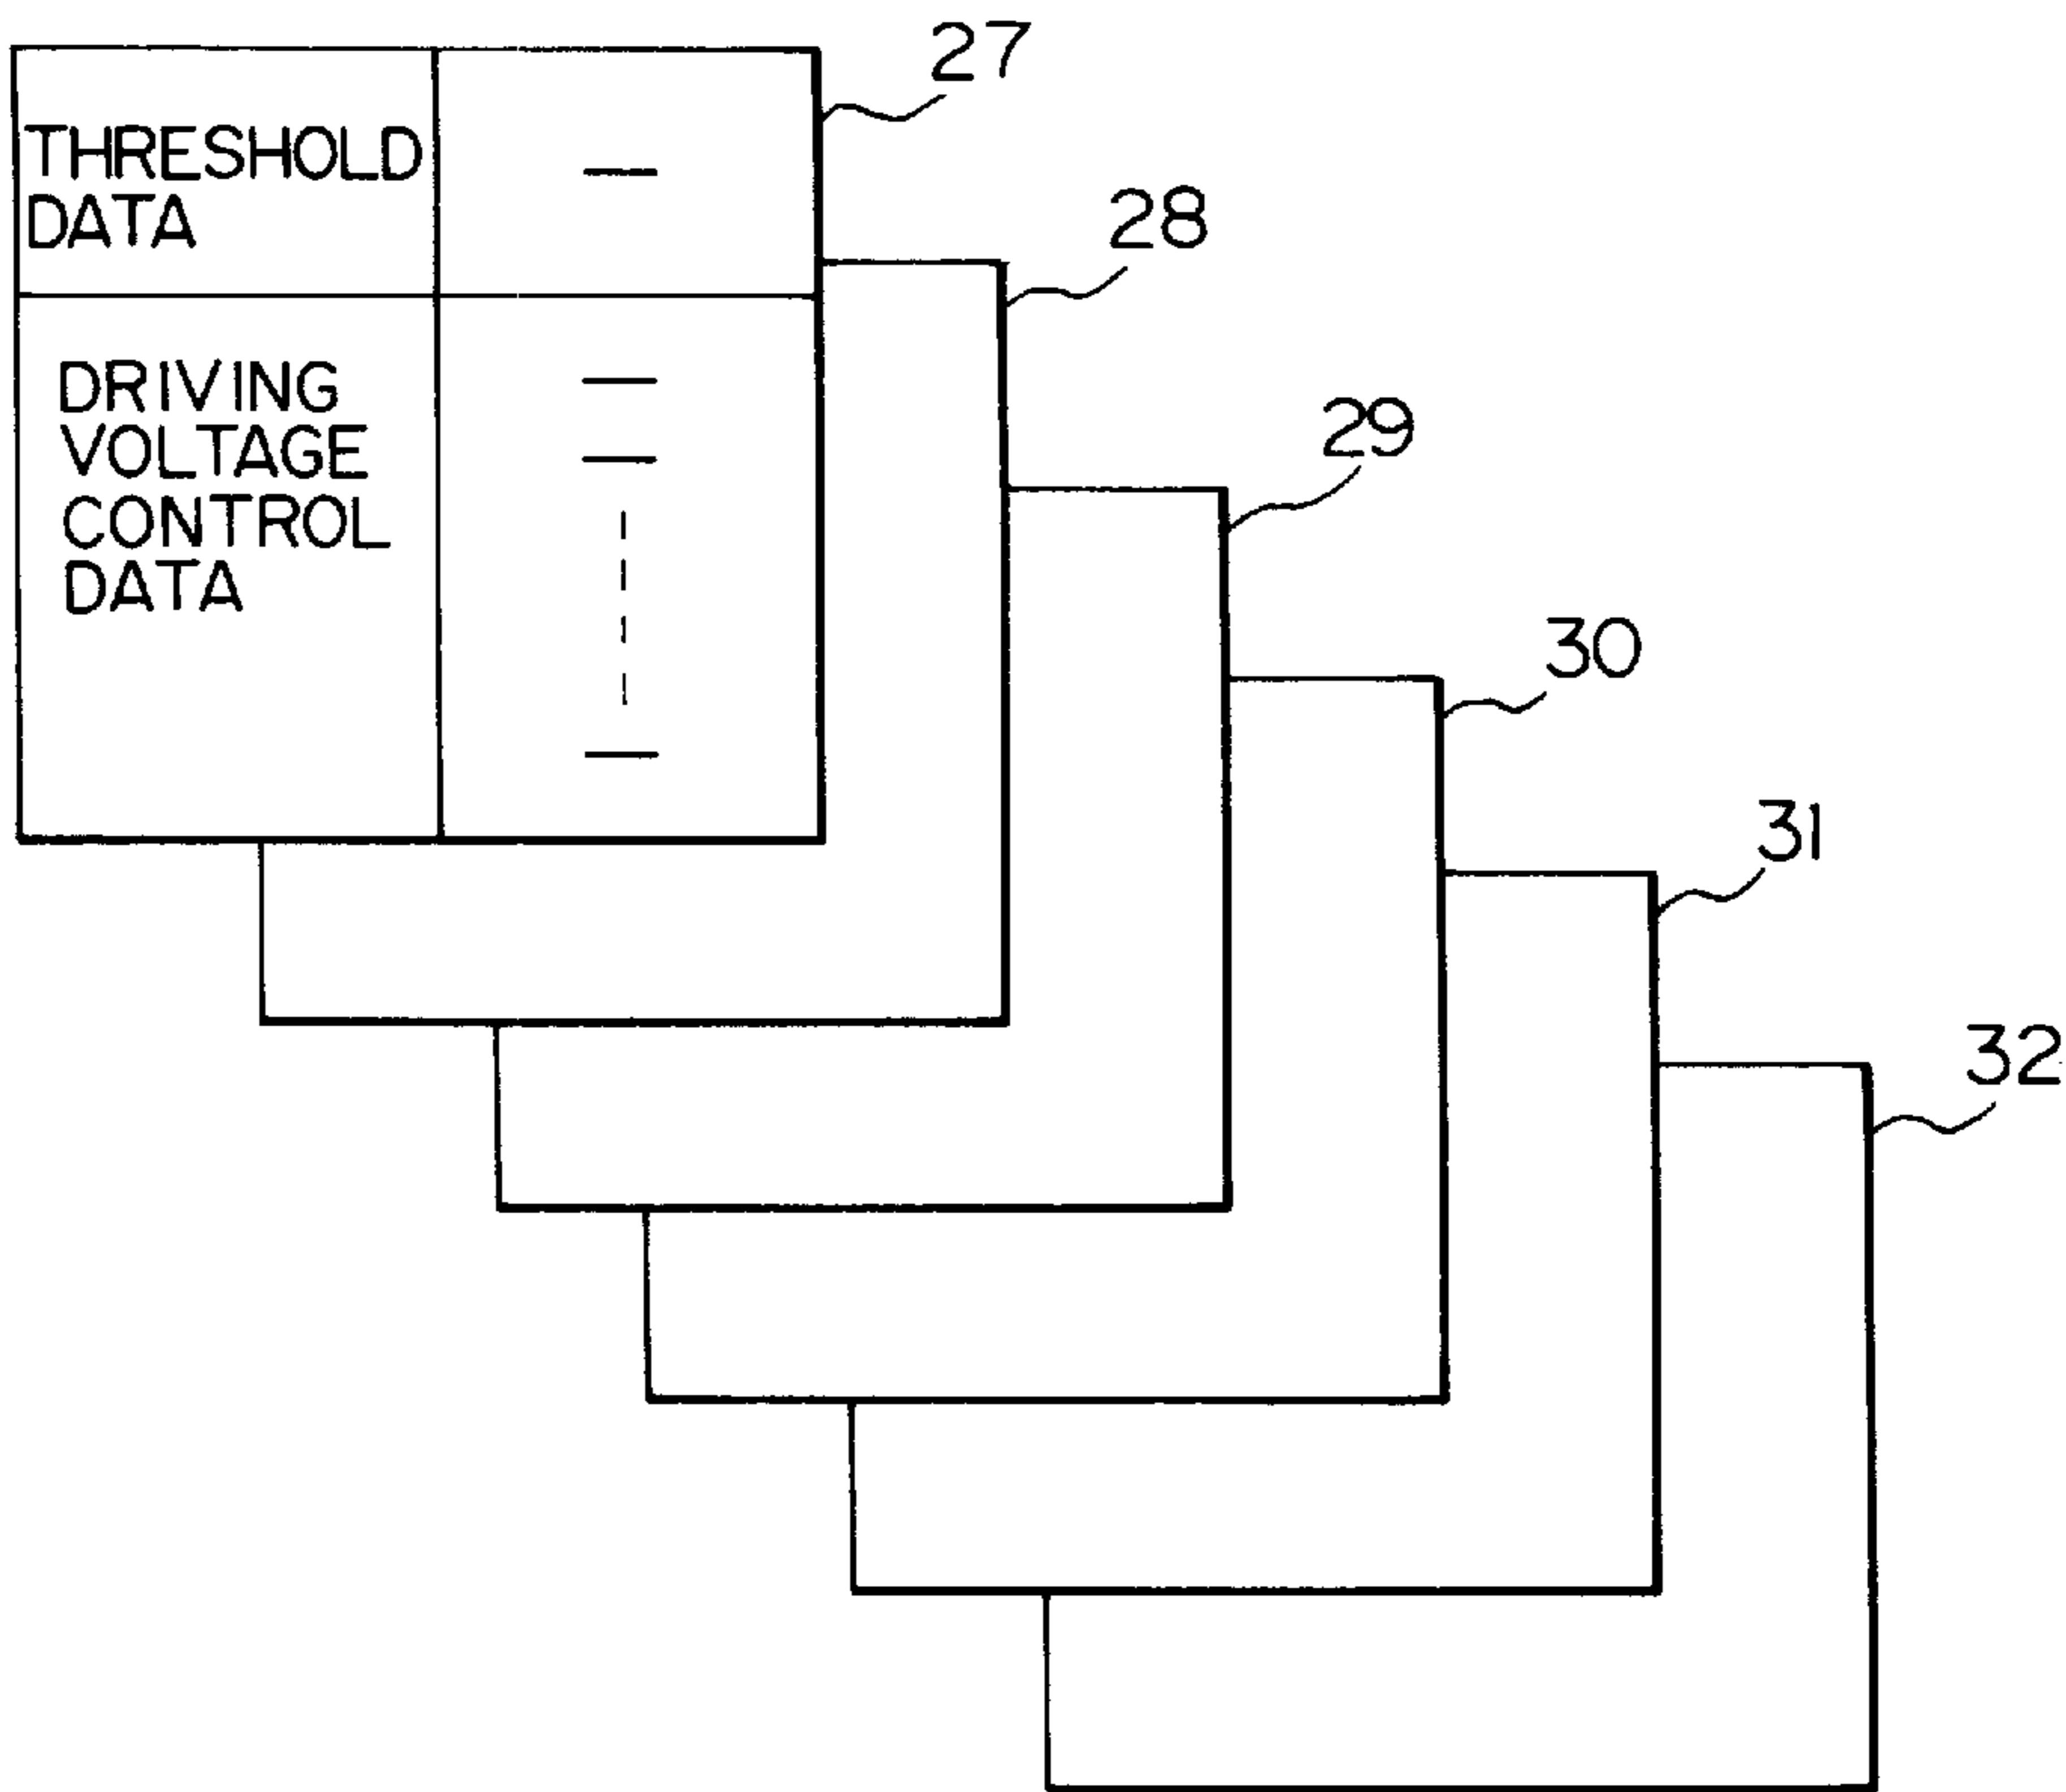 27
THRESHOLD
DATA
28
DRIVING
VOLTAGE
CONTROL
DATA
29
30
31
32